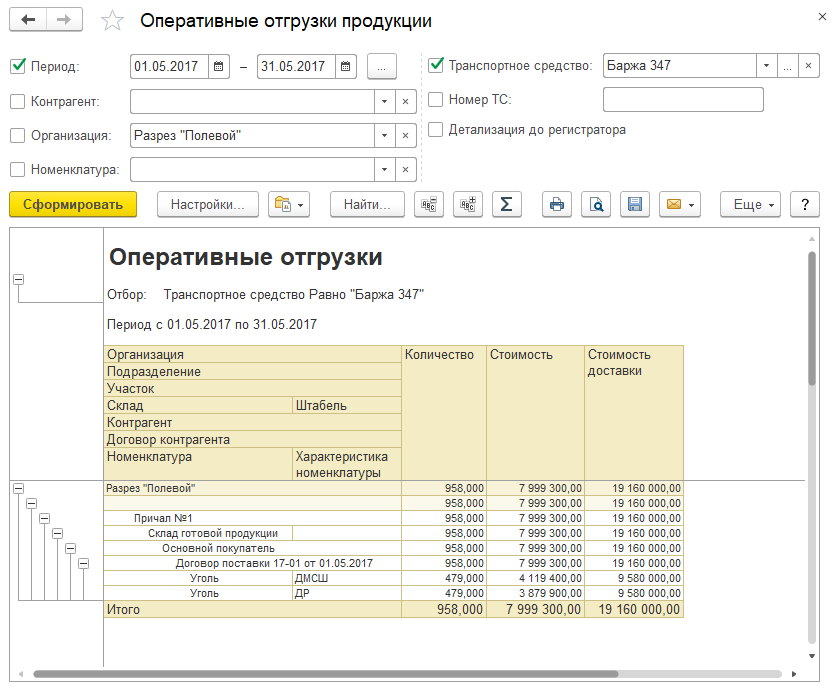 Оперативные отгрузки продукции
Период: 01.05.2017 – 31.05.2017 ...
Транспортное средство: Баржа 347 ...
Контрагент:
Номер ТС:
Организация: Разрез "Полевой"
Детализация до регистратора
Номенклатура:
Сформировать Настройки... Найти... Σ Еще ?
Оперативные отгрузки
Отбор: Транспортное средство Равно "Баржа 347"
Период с 01.05.2017 по 31.05.2017
Организация Количество Стоимость Стоимость доставки
Подразделение
Участок
Склад Штабель
Контрагент
Договор контрагента
Номенклатура Характеристика номенклатуры
Разрез "Полевой" 958,000 7 999 300,00 19 160 000,00
958,000 7 999 300,00 19 160 000,00
Причал №1 958,000 7 999 300,00 19 160 000,00
Склад готовой продукции 958,000 7 999 300,00 19 160 000,00
Основной покупатель 958,000 7 999 300,00 19 160 000,00
Договор поставки 17-01 от 01.05.2017 958,000 7 999 300,00 19 160 000,00
Уголь ДМСШ 479,000 4 119 400,00 9 580 000,00
Уголь ДР 479,000 3 879 900,00 9 580 000,00
Итого 958,000 7 999 300,00 19 160 000,00